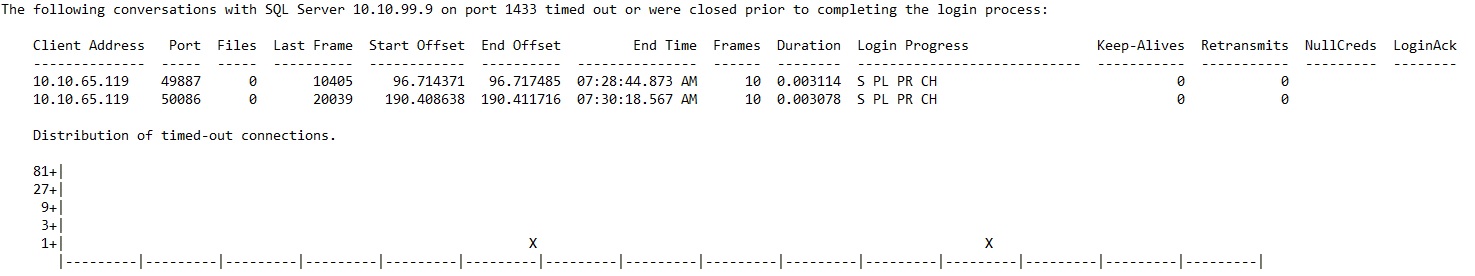 The following conversations with SQL Server 10.10.99.9 on port 1433 timed out or were closed prior to completing the login process:
Client Address   Port  Files  Last Frame  Start Offset  End Offset         End Time  Frames  Duration  Login Progress                Keep-Alives  Retransmits  NullCreds  LoginAck
--------------  -----  -----  ----------  ------------  ----------  ---------------  ------  --------  ---------------------------  -----------  -----------  ---------  --------
10.10.65.119    49887      0       10405     96.714371   96.717485  07:28:44.873 AM      10  0.003114  S PL PR CH                             0            0
10.10.65.119    50086      0       20039    190.408638  190.411716  07:30:18.567 AM      10  0.003078  S PL PR CH                             0            0
Distribution of timed-out connections.
81+|
27+|
 9+|
 3+|
 1+|                                                          X                                                        X
   |---------|---------|---------|---------|---------|---------|---------|---------|---------|---------|---------|---------|---------|---------|---------|